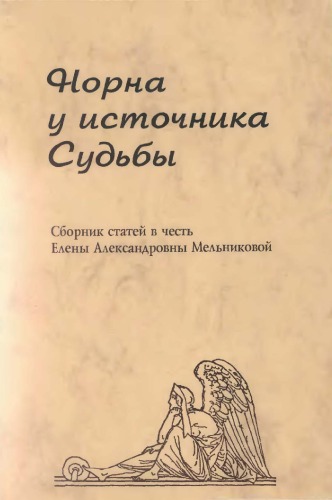 Норна
у источника
Судьбы
Сборник статей в честь
Елены Александровны Мельниковой